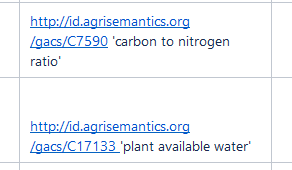 http://id.agrisemantics.org
/gacs/C7590 'carbon to nitrogen
ratio'
http://id.agrisemantics.org
/gacs/C17133 'plant available water'